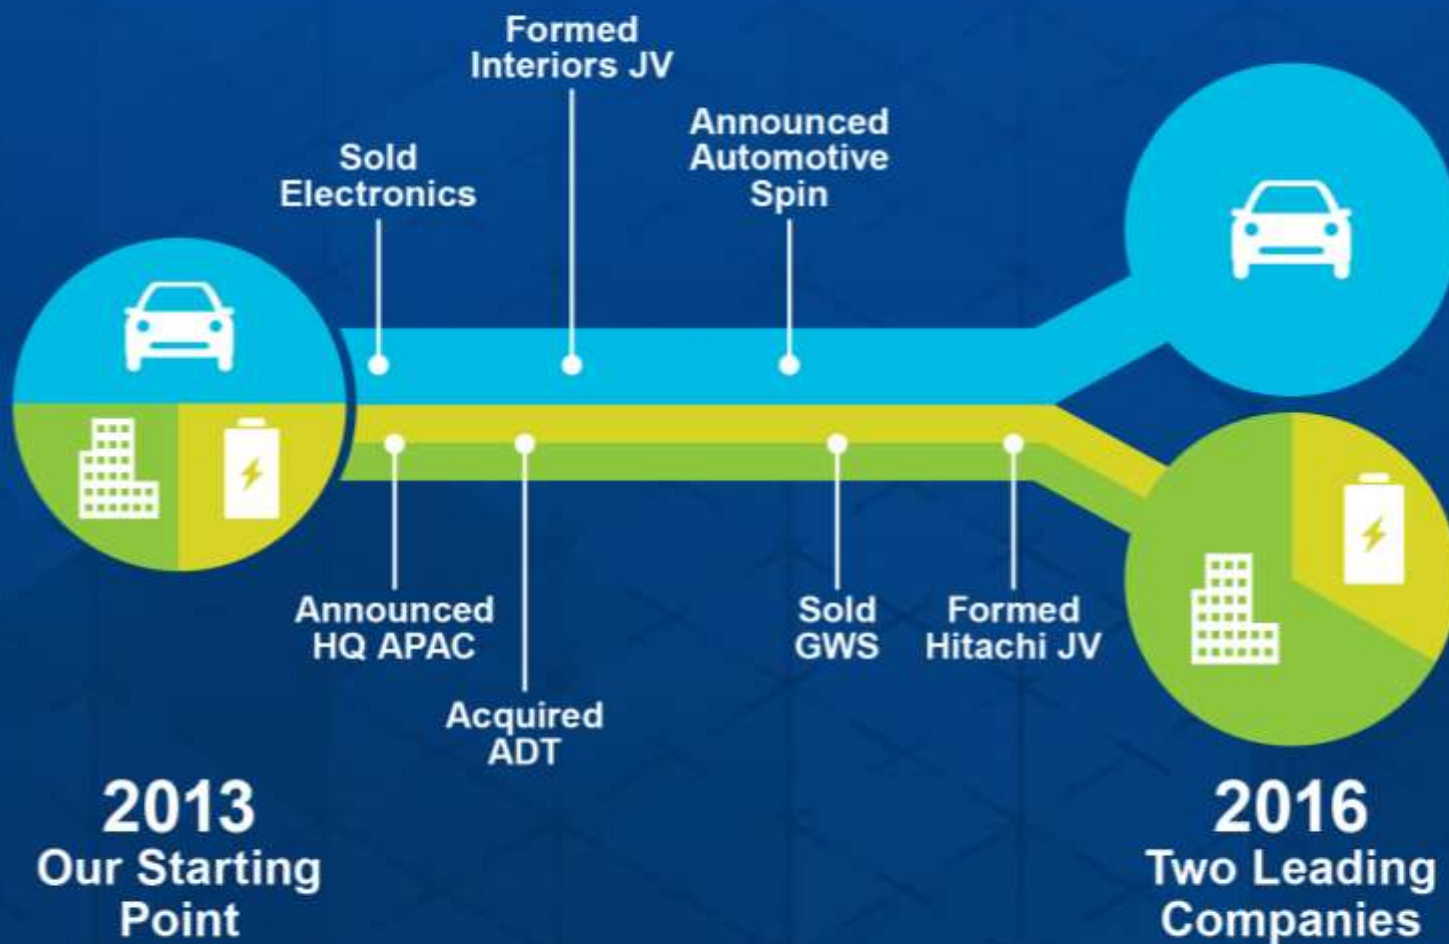 Formed
Interiors JV
Announced
Automotive
Spin
Sold
Electronics
Announced
HQ APAC
Sold
GWS
Formed
Hitachi JV
Acquired
ADT
2013
Our Starting
Point
2016
Two Leading
Companies